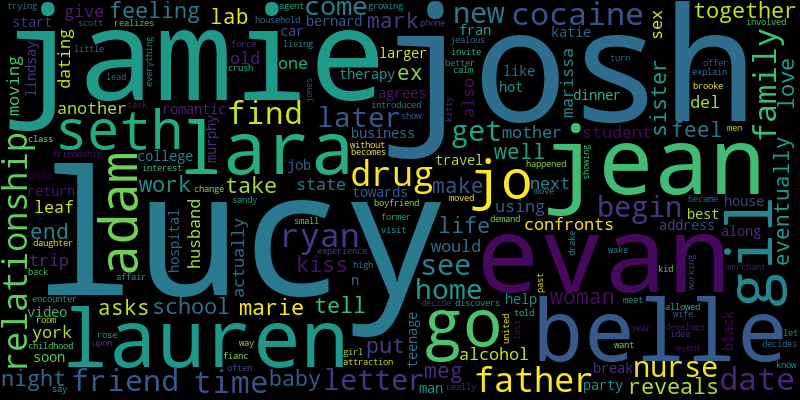 trying
start
scott
realizes
give
feeling
lab
come
household
bernard
agent
growing
mark
phone
new
cocaine
jealous
invite
better
calm
fran
katie
sex
offer
explain
involved
together
jamie
josh
moving
lindsay
dating
everything
old
one
car
living
larger
therapy
ex
agrees
like
hot
marissa
turn
brooke
sister
also
dinner
del
family
love
another
romantic
crush
force
lead
jones
introduced
show
task
find
later
kitty
men
class
seth
college
murphy
business
without
becomes
get
mother
student
feel
friendship
interest
lara
job
drug
travel
well
jean
showing
happened
child
return
work
take
state
towards
make
jo
next
move
became
house
relationship
leaf
adam
change
sandy
boyfriend
moved
using
begin
best
along
eventually
end
daughter
hospital
husband
actually
small
former
visit
demand
life
confronts
address
gil
trip
back
affair
lucy
ryan
experience
would
evan
drake
wake
kid
working
merchant
encounter
kiss
high
n
see
past
video
asks
school
marie
tell
home
help
woman
meet
allowed
room
york
rose
way
lauren
decide
discovers
go
told
united
last
belle
wife
develops
idea
black
childhood
upon
fianc
girl
put
teenage
alcohol
want
year
event
let
decides
soon
often
attraction
meg
break
nurse
know
night
say
friend
time
baby
letter
man
really
father
party
reveals
date